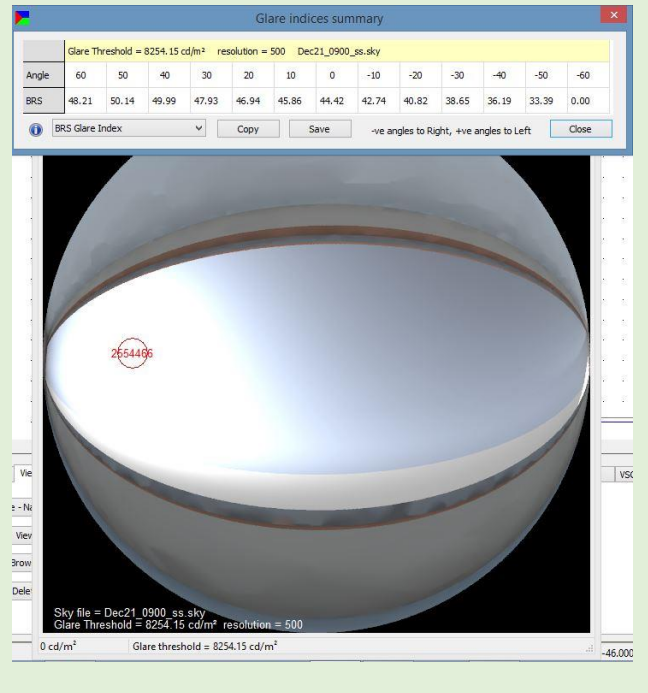 Glare indices summary
Glare Threshold = 8254.15 cd/m² resolution = 500 Dec21_0900_ss.sky
Angle 60 50 40 30 20 10 0 -10 -20 -30 -40 -50 -60
BRS 48.21 50.14 49.99 47.93 46.94 45.86 44.42 42.74 40.82 38.65 36.19 33.39 0.00
BRS Glare Index Copy Save -ve angles to Right, +ve angles to Left Close
2554466
Vie VSC
e - Na
View
Brow
Dele
Sky file = Dec21_0900_ss.sky
Glare Threshold = 8254.15 cd/m² resolution = 500
0 cd/m² Glare threshold = 8254.15 cd/m² -46.000